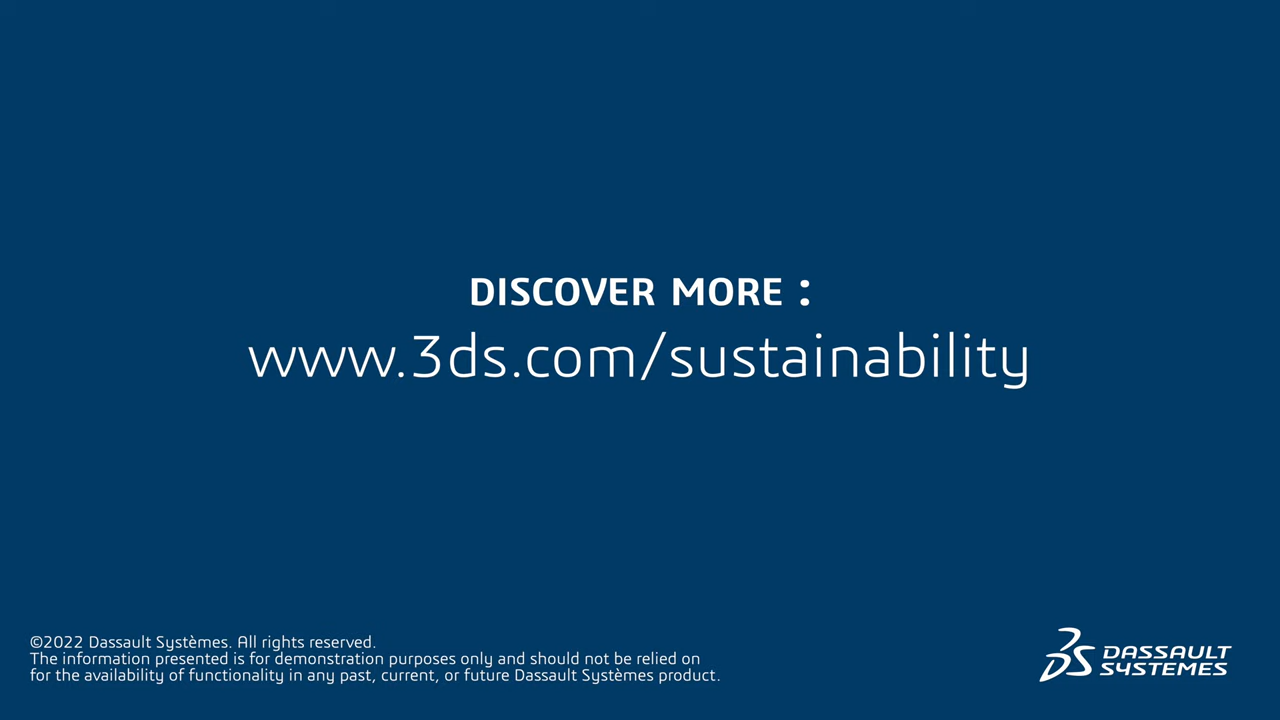 DISCOVER MORE :
www.3ds.com/sustainability
©2022 Dassault Systèmes. All rights reserved.
The information presented is for demonstration purposes only and should not be relied on
for the availability of functionality in any past, current, or future Dassault Systèmes product.
3DS DASSAULT
SYSTEMES